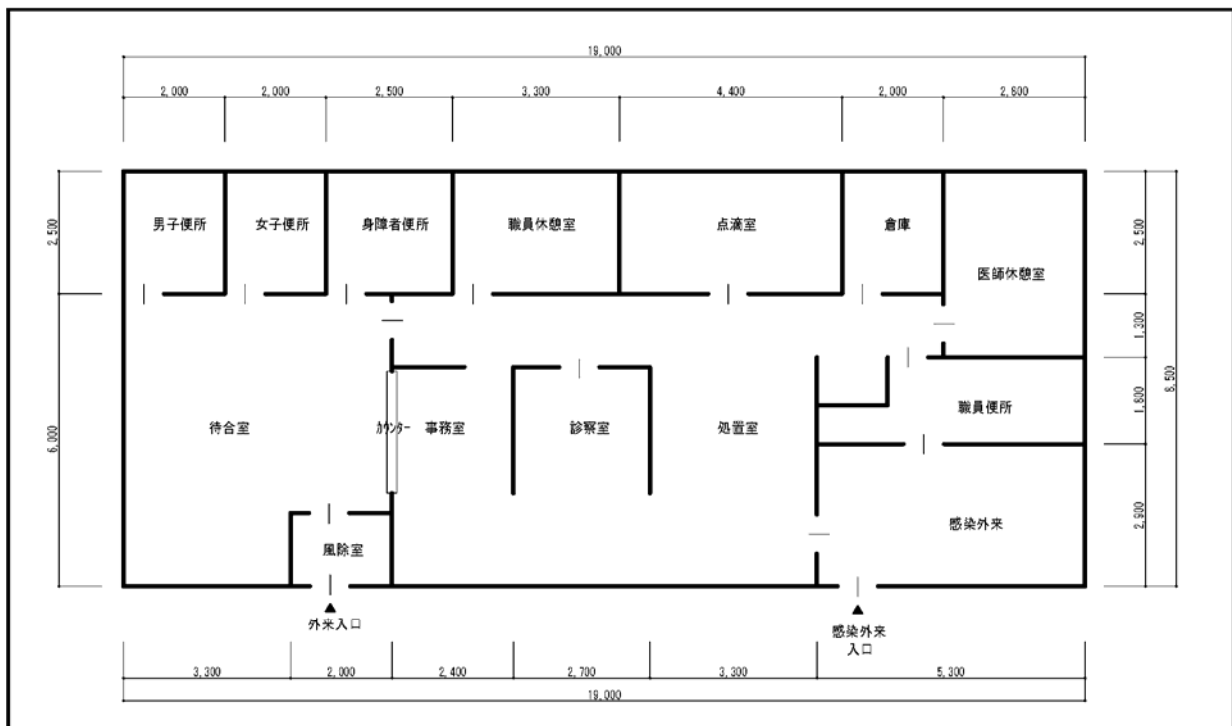 19,000
2,000
2,000
2,500
3,300
4,400
2,000
2,800
2,500
6,000
男子便所
女子便所
身障者便所
職員休憩室
点滴室
倉庫
医師休憩室
2,500
1,300
1,800
2,900
8,500
待合室
カウンター
事務室
診察室
処置室
職員便所
感染外来
風除室
外来入口
感染外来
入口
3,300
2,000
2,400
2,700
3,300
5,300
19,000